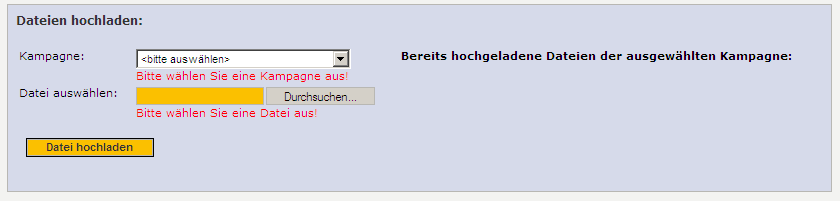 Dateien hochladen:
Kampagne:
<bitte auswählen>
Bereits hochgeladene Dateien der ausgewählten Kampagne:
Bitte wählen Sie eine Kampagne aus!
Datei auswählen:
Durchsuchen...
Bitte wählen Sie eine Datei aus!
Datei hochladen